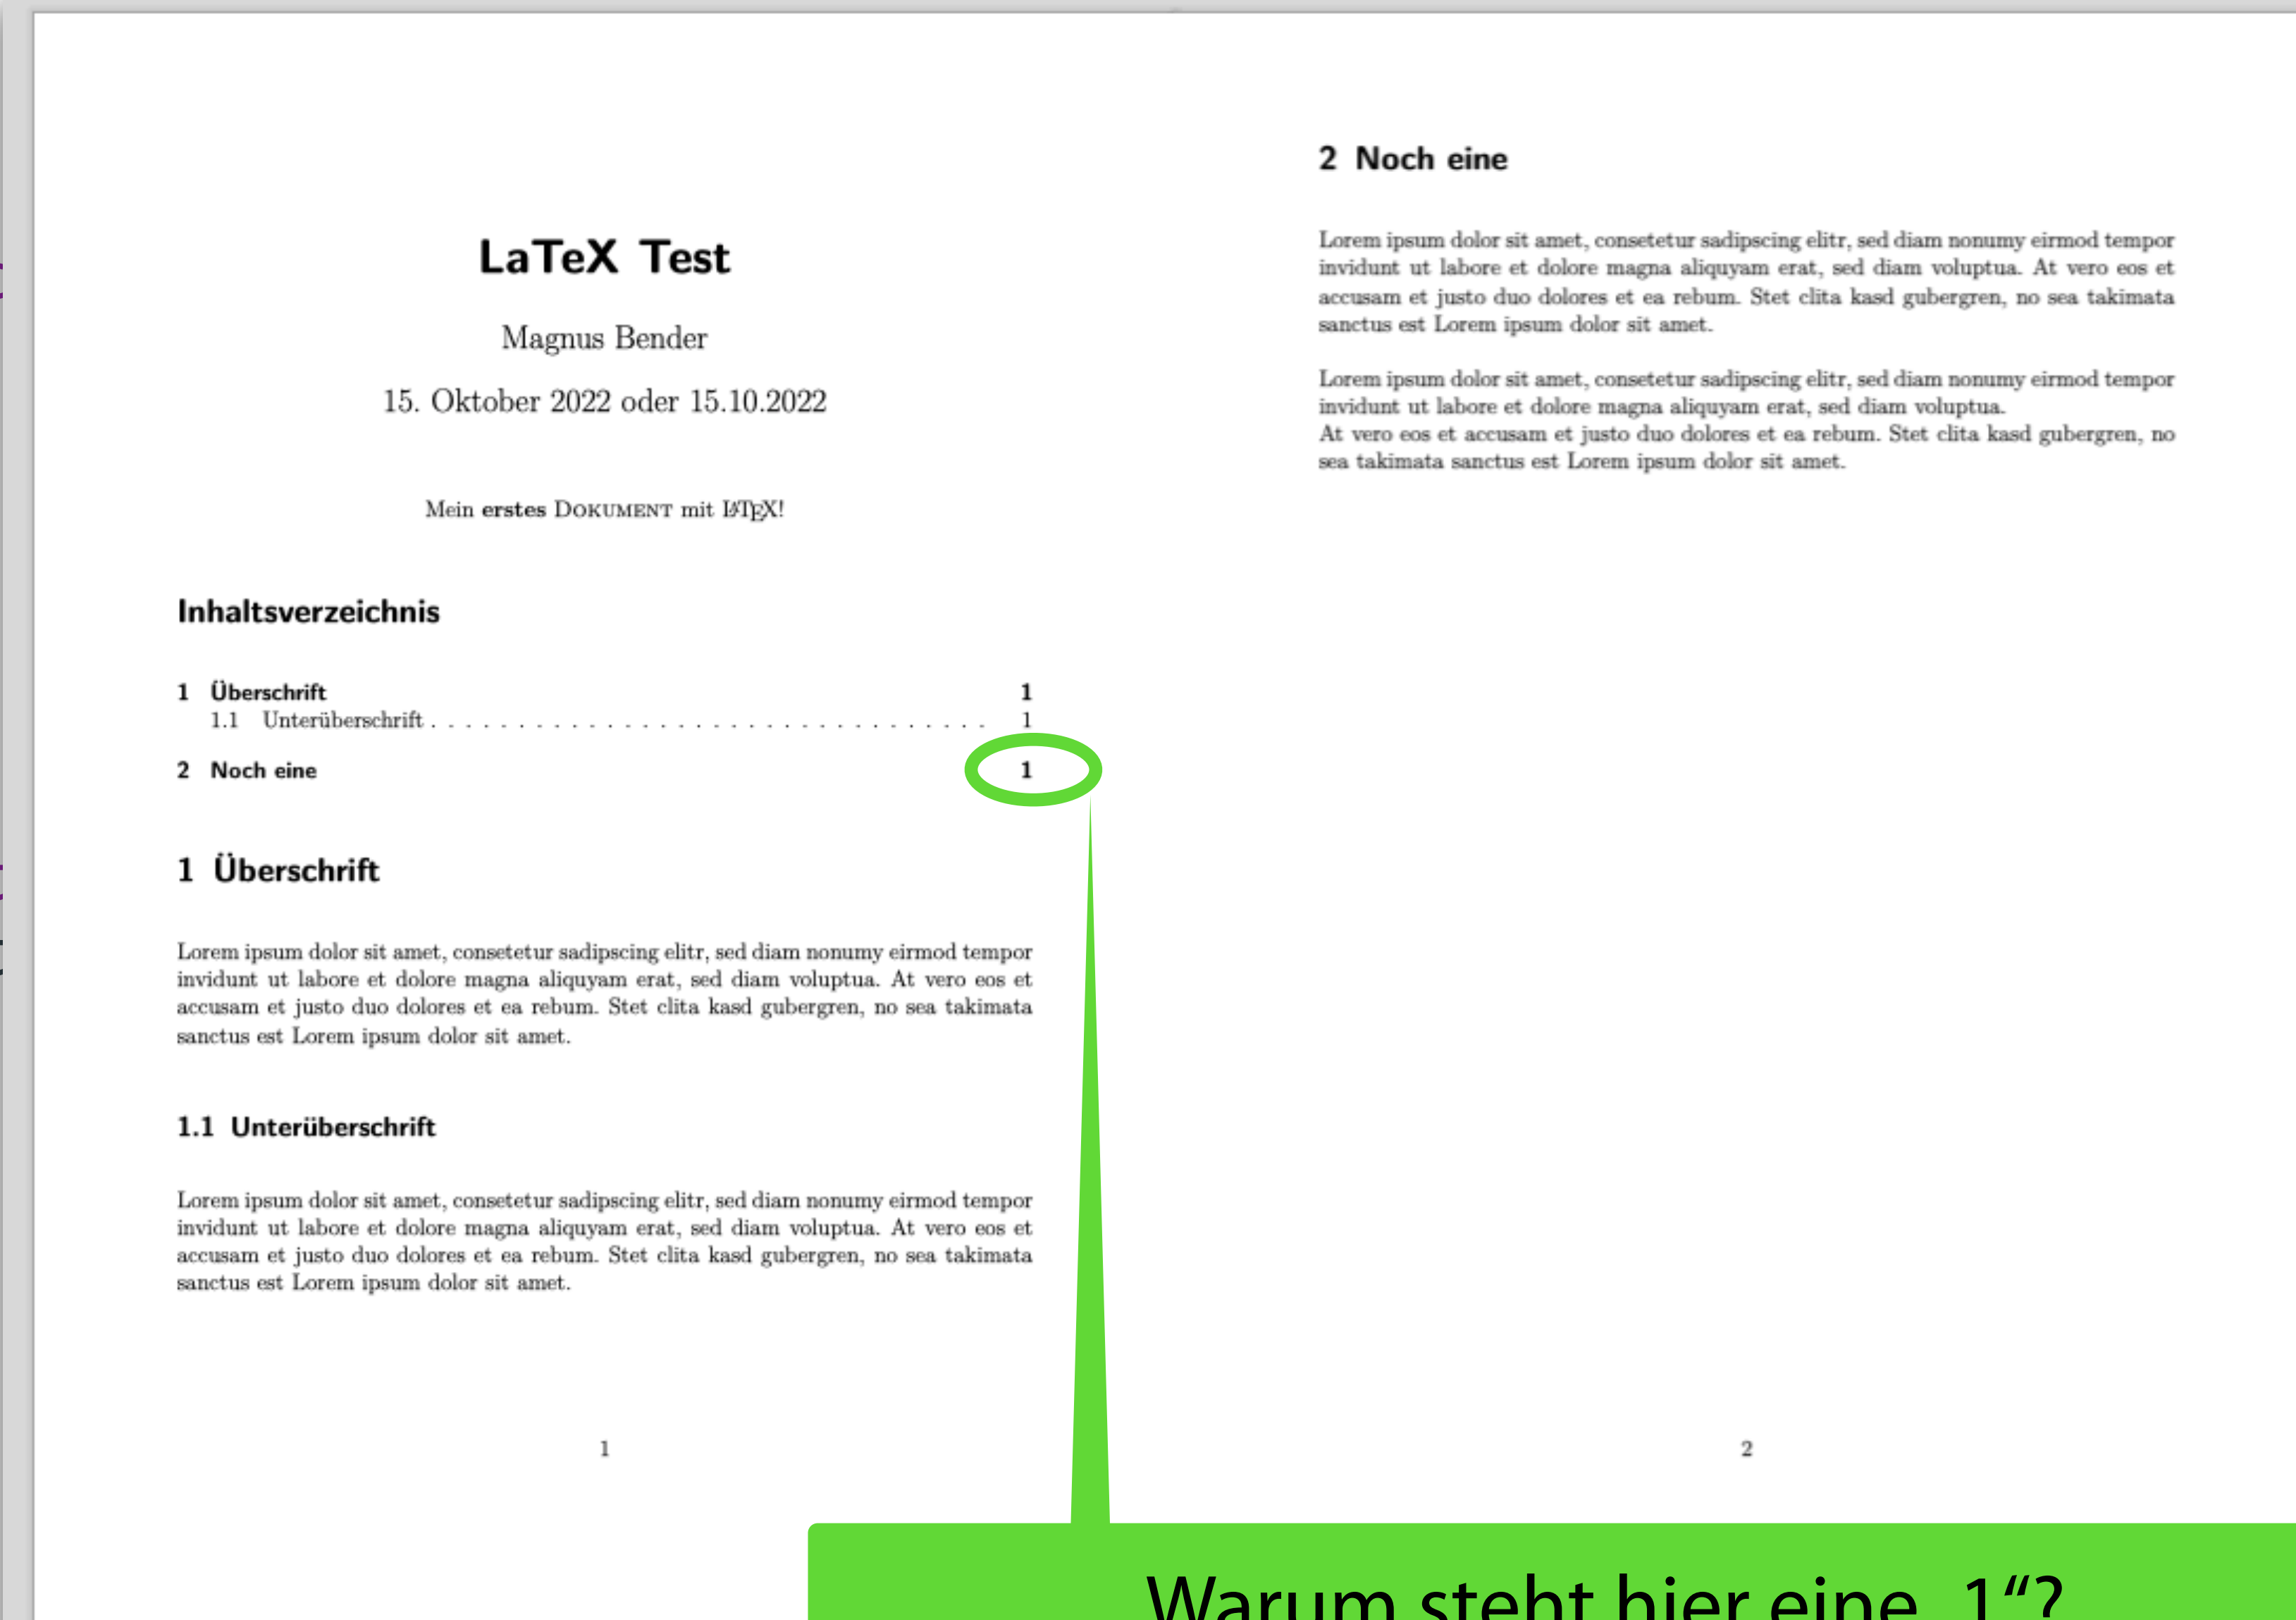 LaTeX Test
Magnus Bender
15. Oktober 2022 oder 15.10.2022
Mein erstes DOKUMENT mit LATEX!
Inhaltsverzeichnis
1 Überschrift 1
1.1 Unterüberschrift . . . . . . . . . . . . . . . . . . . . . . . . . . . . . . . . 1
2 Noch eine 1
1 Überschrift
Lorem ipsum dolor sit amet, consetetur sadipscing elitr, sed diam nonumy eirmod tempor
invidunt ut labore et dolore magna aliquyam erat, sed diam voluptua. At vero eos et
accusam et justo duo dolores et ea rebum. Stet clita kasd gubergren, no sea takimata
sanctus est Lorem ipsum dolor sit amet.
1.1 Unterüberschrift
Lorem ipsum dolor sit amet, consetetur sadipscing elitr, sed diam nonumy eirmod tempor
invidunt ut labore et dolore magna aliquyam erat, sed diam voluptua. At vero eos et
accusam et justo duo dolores et ea rebum. Stet clita kasd gubergren, no sea takimata
sanctus est Lorem ipsum dolor sit amet.
1
2 Noch eine
Lorem ipsum dolor sit amet, consetetur sadipscing elitr, sed diam nonumy eirmod tempor
invidunt ut labore et dolore magna aliquyam erat, sed diam voluptua. At vero eos et
accusam et justo duo dolores et ea rebum. Stet clita kasd gubergren, no sea takimata
sanctus est Lorem ipsum dolor sit amet.
Lorem ipsum dolor sit amet, consetetur sadipscing elitr, sed diam nonumy eirmod tempor
invidunt ut labore et dolore magna aliquyam erat, sed diam voluptua.
At vero eos et accusam et justo duo dolores et ea rebum. Stet clita kasd gubergren, no
sea takimata sanctus est Lorem ipsum dolor sit amet.
2
Warum steht hier eine „1“?